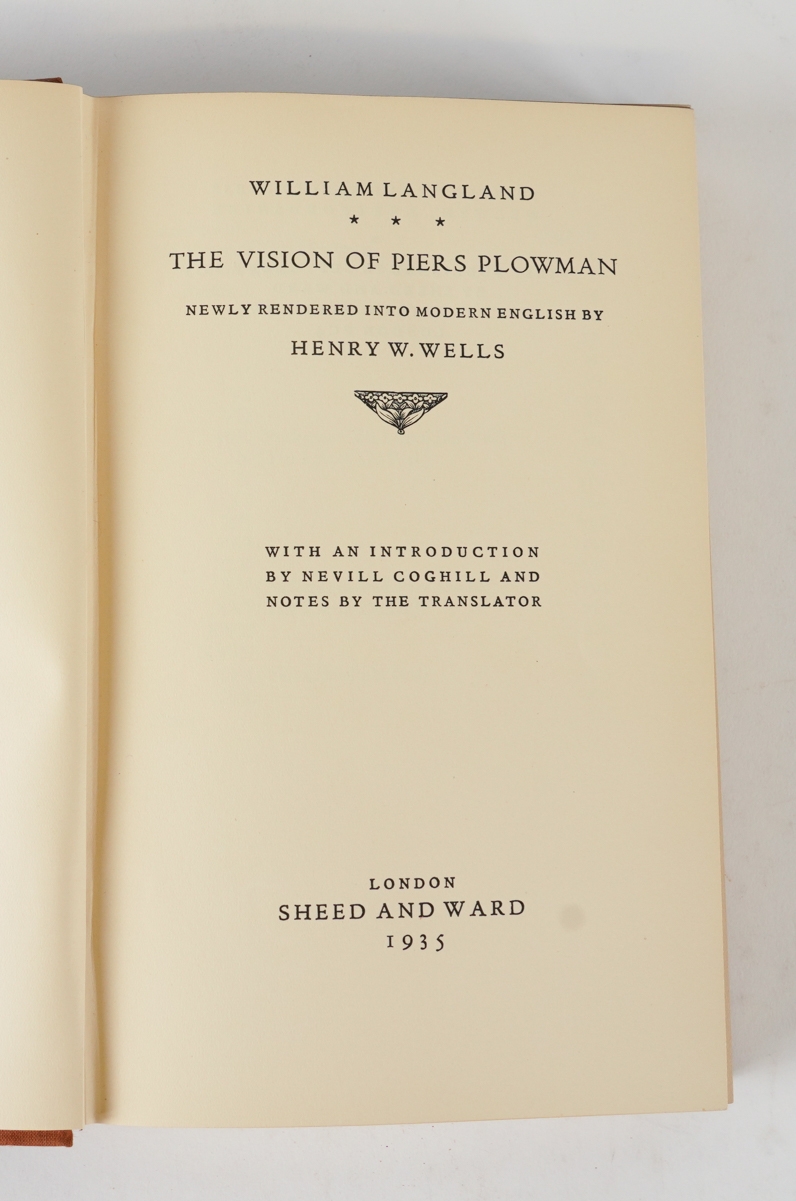 WILLIAM LANGLAND
* * *
THE VISION OF PIERS PLOWMAN
NEWLY RENDERED INTO MODERN ENGLISH BY
HENRY W. WELLS
WITH AN INTRODUCTION
BY NEVILL COGHILL AND
NOTES BY THE TRANSLATOR
LONDON
SHEED AND WARD
1935